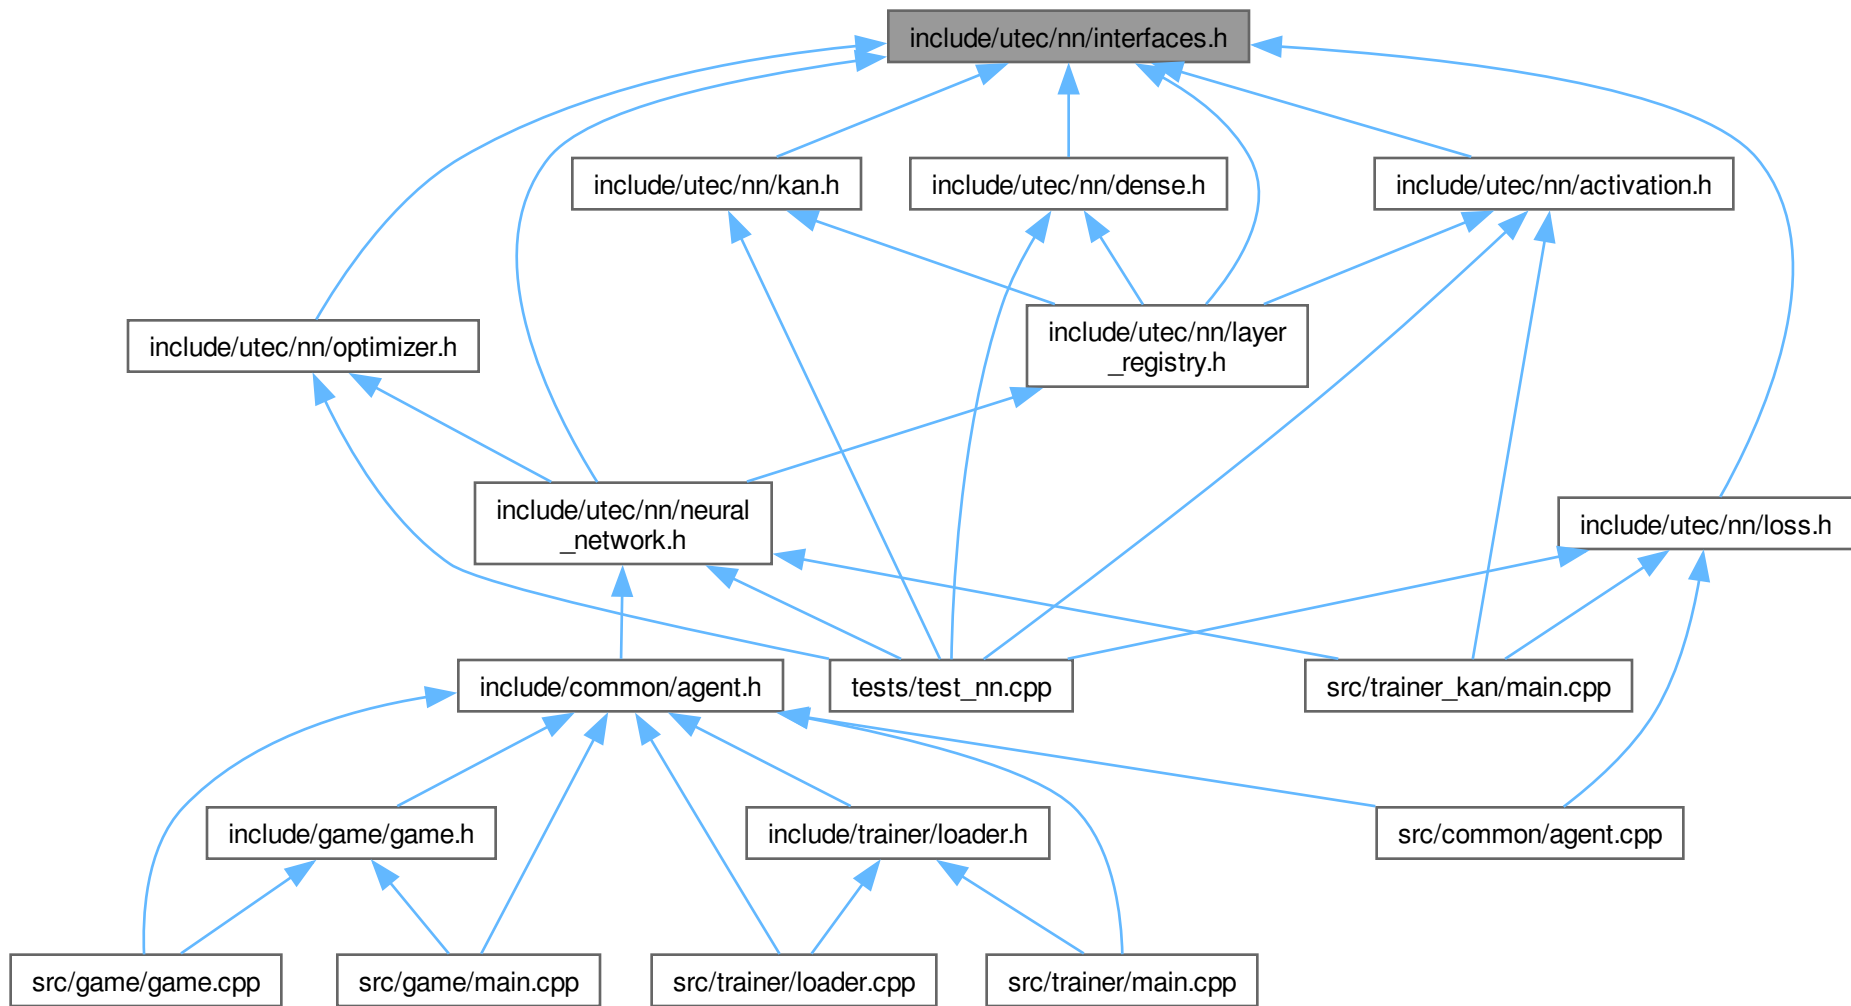 include/utec/nn/interfaces.h
include/utec/nn/kan.h
include/utec/nn/dense.h
include/utec/nn/activation.h
include/utec/nn/optimizer.h
include/utec/nn/layer
_registry.h
include/utec/nn/neural
_network.h
include/utec/nn/loss.h
include/common/agent.h
tests/test_nn.cpp
src/trainer_kan/main.cpp
include/game/game.h
include/trainer/loader.h
src/common/agent.cpp
src/game/game.cpp
src/game/main.cpp
src/trainer/loader.cpp
src/trainer/main.cpp